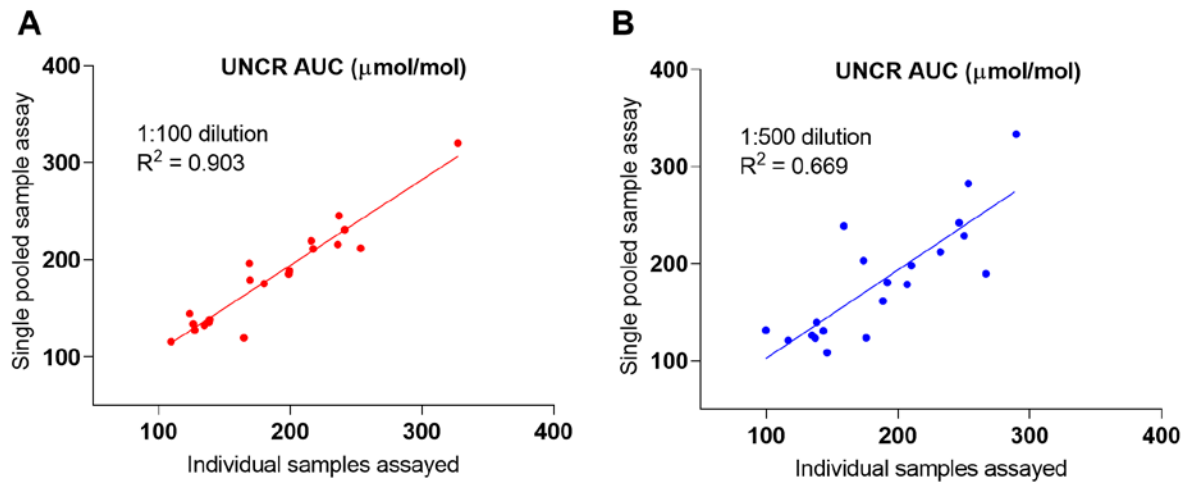 A
UNCR AUC (μmol/mol)
1:100 dilution
R² = 0.903
Single pooled sample assay
400
300
200
100
100 200 300 400
Individual samples assayed
B
UNCR AUC (μmol/mol)
1:500 dilution
R² = 0.669
Single pooled sample assay
400
300
200
100
100 200 300 400
Individual samples assayed